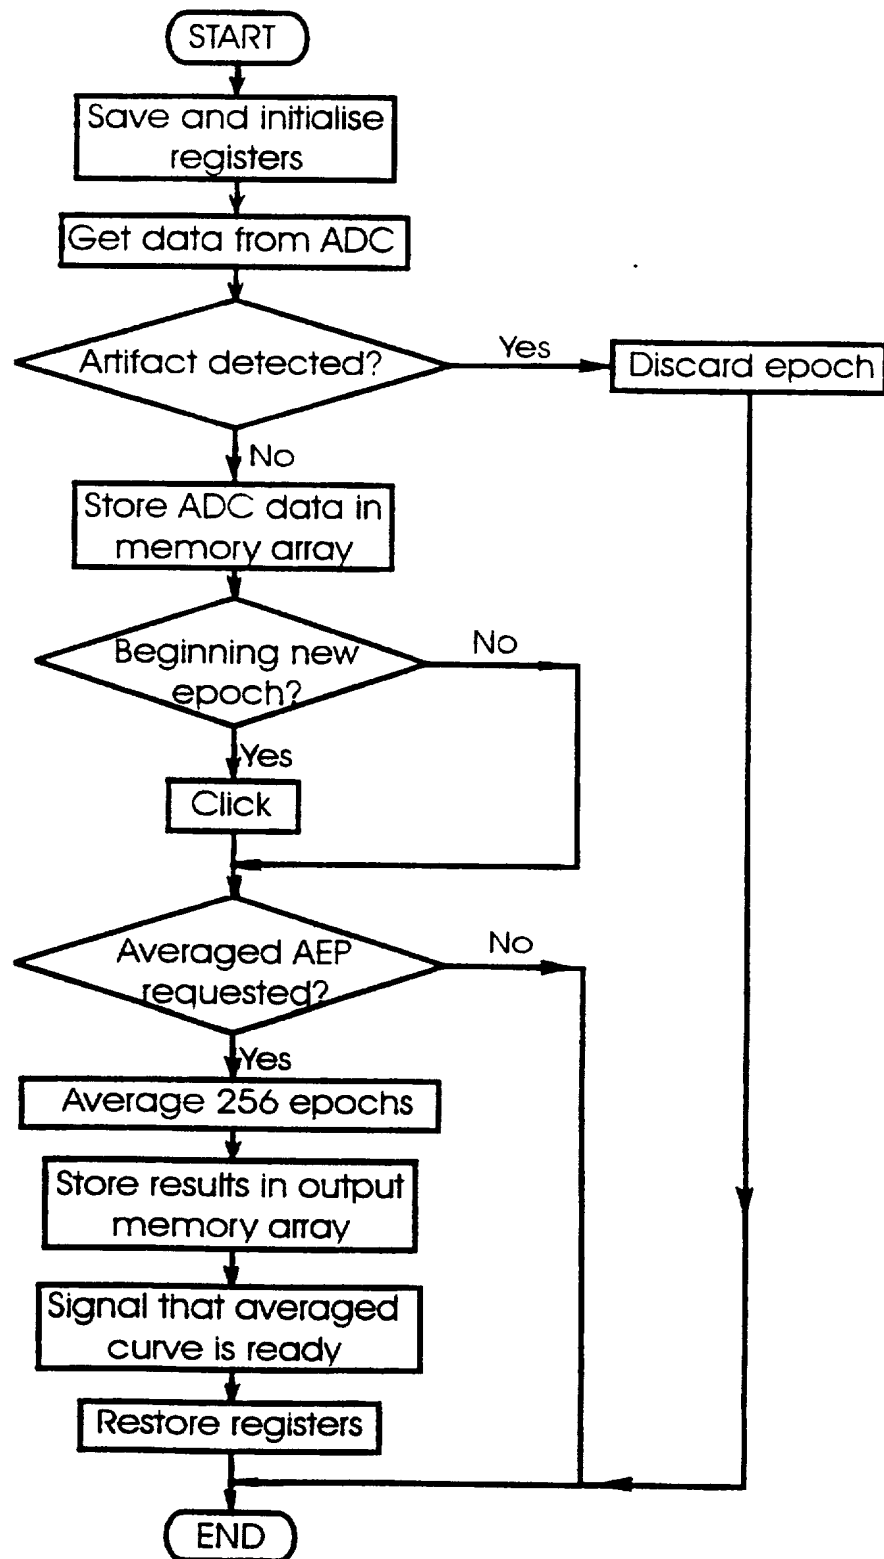 START
Save and initialise
registers
Get data from ADC
Artifact detected?
Yes
Discard epoch
No
Store ADC data in
memory array
Beginning new
epoch?
No
Yes
Click
Averaged AEP
requested?
No
Yes
Average 256 epochs
Store results in output
memory array
Signal that averaged
curve is ready
Restore registers
END